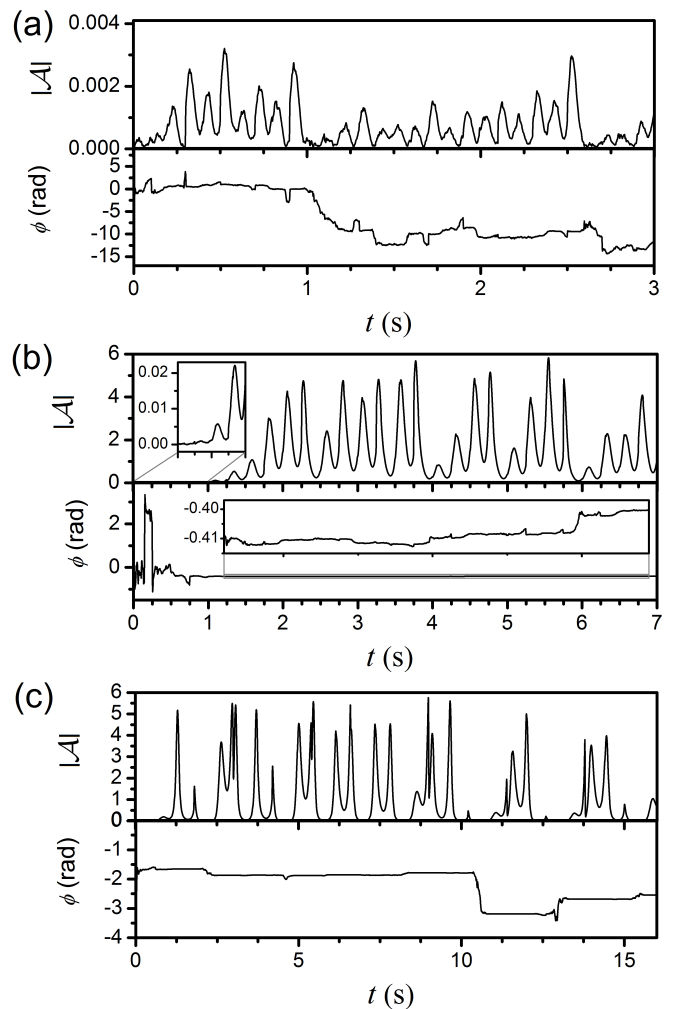 (a)
0.004
0.002
0.000
|𝒜|
5
0
-5
-10
-15
ϕ (rad)
0 1 2 3
t (s)
(b)
6
4
2
0
|𝒜|
0.02
0.01
0.00
2
0
ϕ (rad)
-0.40
-0.41
0 1 2 3 4 5 6 7
t (s)
(c)
6
5
4
3
2
1
0
|𝒜|
-1
-2
-3
-4
ϕ (rad)
0 5 10 15
t (s)